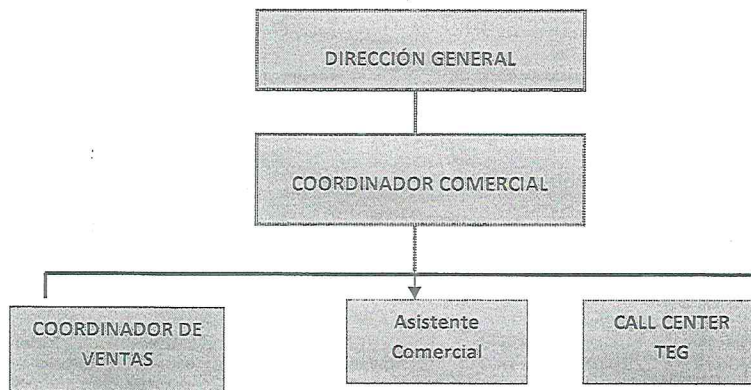 DIRECCIÓN GENERAL
COORDINADOR COMERCIAL
COORDINADOR DE
VENTAS
Asistente
Comercial
CALL CENTER
TEG